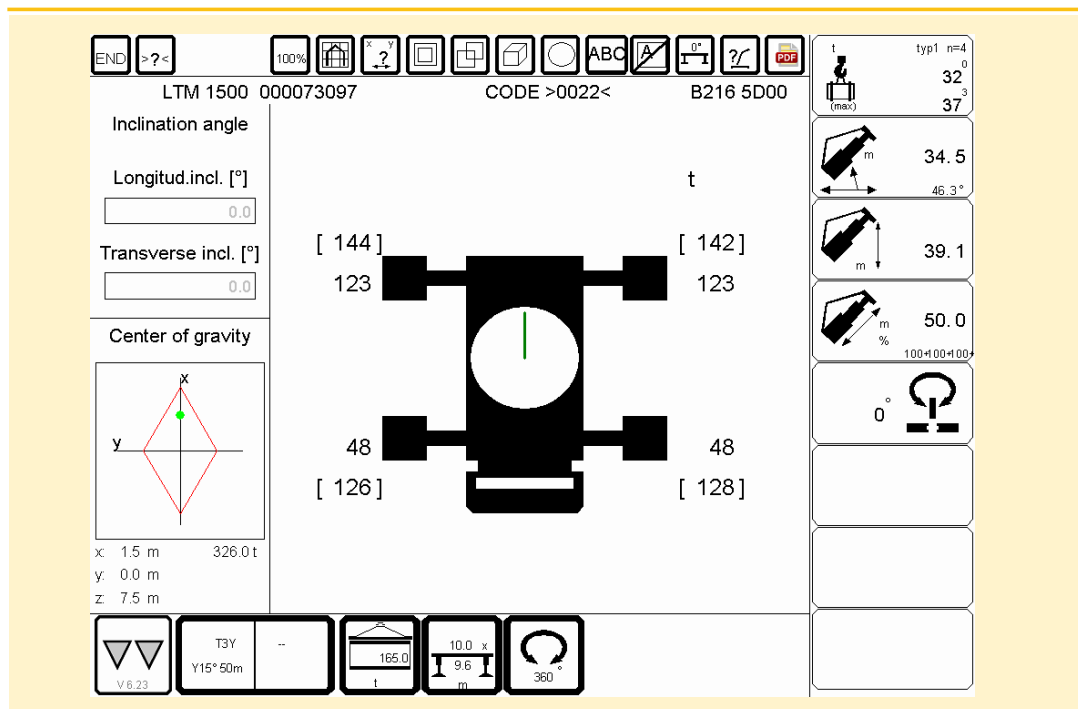 END >?< 100% x y ? ABC A 0° ?/ PDF
LTM 1500 000073097 CODE >0022< B216 5D00
Inclination angle
Longitud.incl. [°]
0.0
Transverse incl. [°]
0.0
Center of gravity
x
y
x: 1.5 m 326.0 t
y: 0.0 m
z: 7.5 m
t
[ 144] [ 142]
123 123
48 48
[ 126] [ 128]
t typ1 n=4
0
32
3
(max) 37
m 34. 5
46.3°
39. 1
m
m 50. 0
%
100+100+100+
0°
V 6.23
T3Y --
Y15° 50m
165.0
t
10.0 x
9.6
m
360°